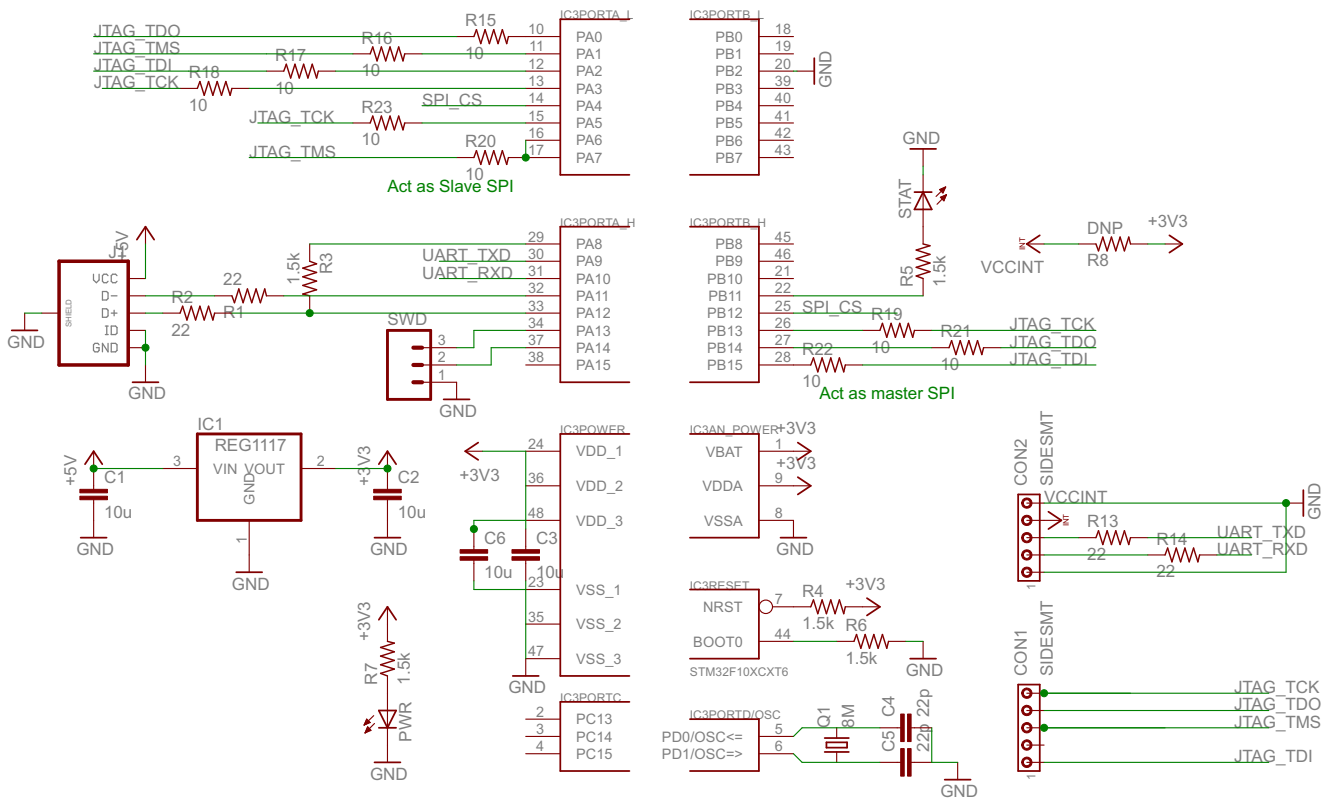 IC3PORTA_L
JTAG_TDO
R15
10
10
PA0
JTAG_TMS
R16
10
11
PA1
JTAG_TDI
R17
10
12
PA2
JTAG_TCK
R18
10
13
PA3
SPI_CS
14
PA4
JTAG_TCK
R23
10
15
PA5
16
PA6
JTAG_TMS
R20
10
17
PA7
Act as Slave SPI
IC3PORTB_L
PB0
18
PB1
19
PB2
20
GND
PB3
39
PB4
40
PB5
41
PB6
42
PB7
43
GND
STAT
R5
1.5k
INT
VCCINT
DNP
R8
+3V3
J1
+5V
SHIELD
VCC
D-
D+
ID
GND
GND
GND
22
R2
R1
22
1.5k
R3
IC3PORTA_H
29
PA8
UART_TXD
30
PA9
UART_RXD
31
PA10
32
PA11
33
PA12
34
PA13
37
PA14
38
PA15
SWD
3
2
1
GND
IC3PORTB_H
PB8
45
PB9
46
PB10
21
PB11
22
PB12
25
SPI_CS
PB13
26
R19
10
JTAG_TCK
PB14
27
R21
10
JTAG_TDO
PB15
28
R22
10
JTAG_TDI
Act as master SPI
IC1
REG1117
VIN
VOUT
GND
3
2
1
GND
+5V
C1
10u
GND
+3V3
C2
10u
GND
IC3POWER
+3V3
24
VDD_1
36
VDD_2
48
VDD_3
C6
10u
C3
10u
23
VSS_1
35
VSS_2
47
VSS_3
GND
IC3AN_POWER
VBAT
1
+3V3
VDDA
9
+3V3
VSSA
8
GND
CON2
SIDESMT
VCCINT
INT
GND
R13
22
UART_TXD
R14
22
UART_RXD
1
IC3RESET
NRST
7
R4
1.5k
+3V3
BOOT0
44
R6
1.5k
GND
STM32F10XCXT6
+3V3
R7
1.5k
PWR
GND
IC3PORTC
2
PC13
3
PC14
4
PC15
IC3PORTD/OSC
PD0/OSC<=
5
PD1/OSC=>
6
Q1
8M
C4
22p
C5
22p
GND
CON1
SIDESMT
JTAG_TCK
JTAG_TDO
JTAG_TMS
JTAG_TDI
1